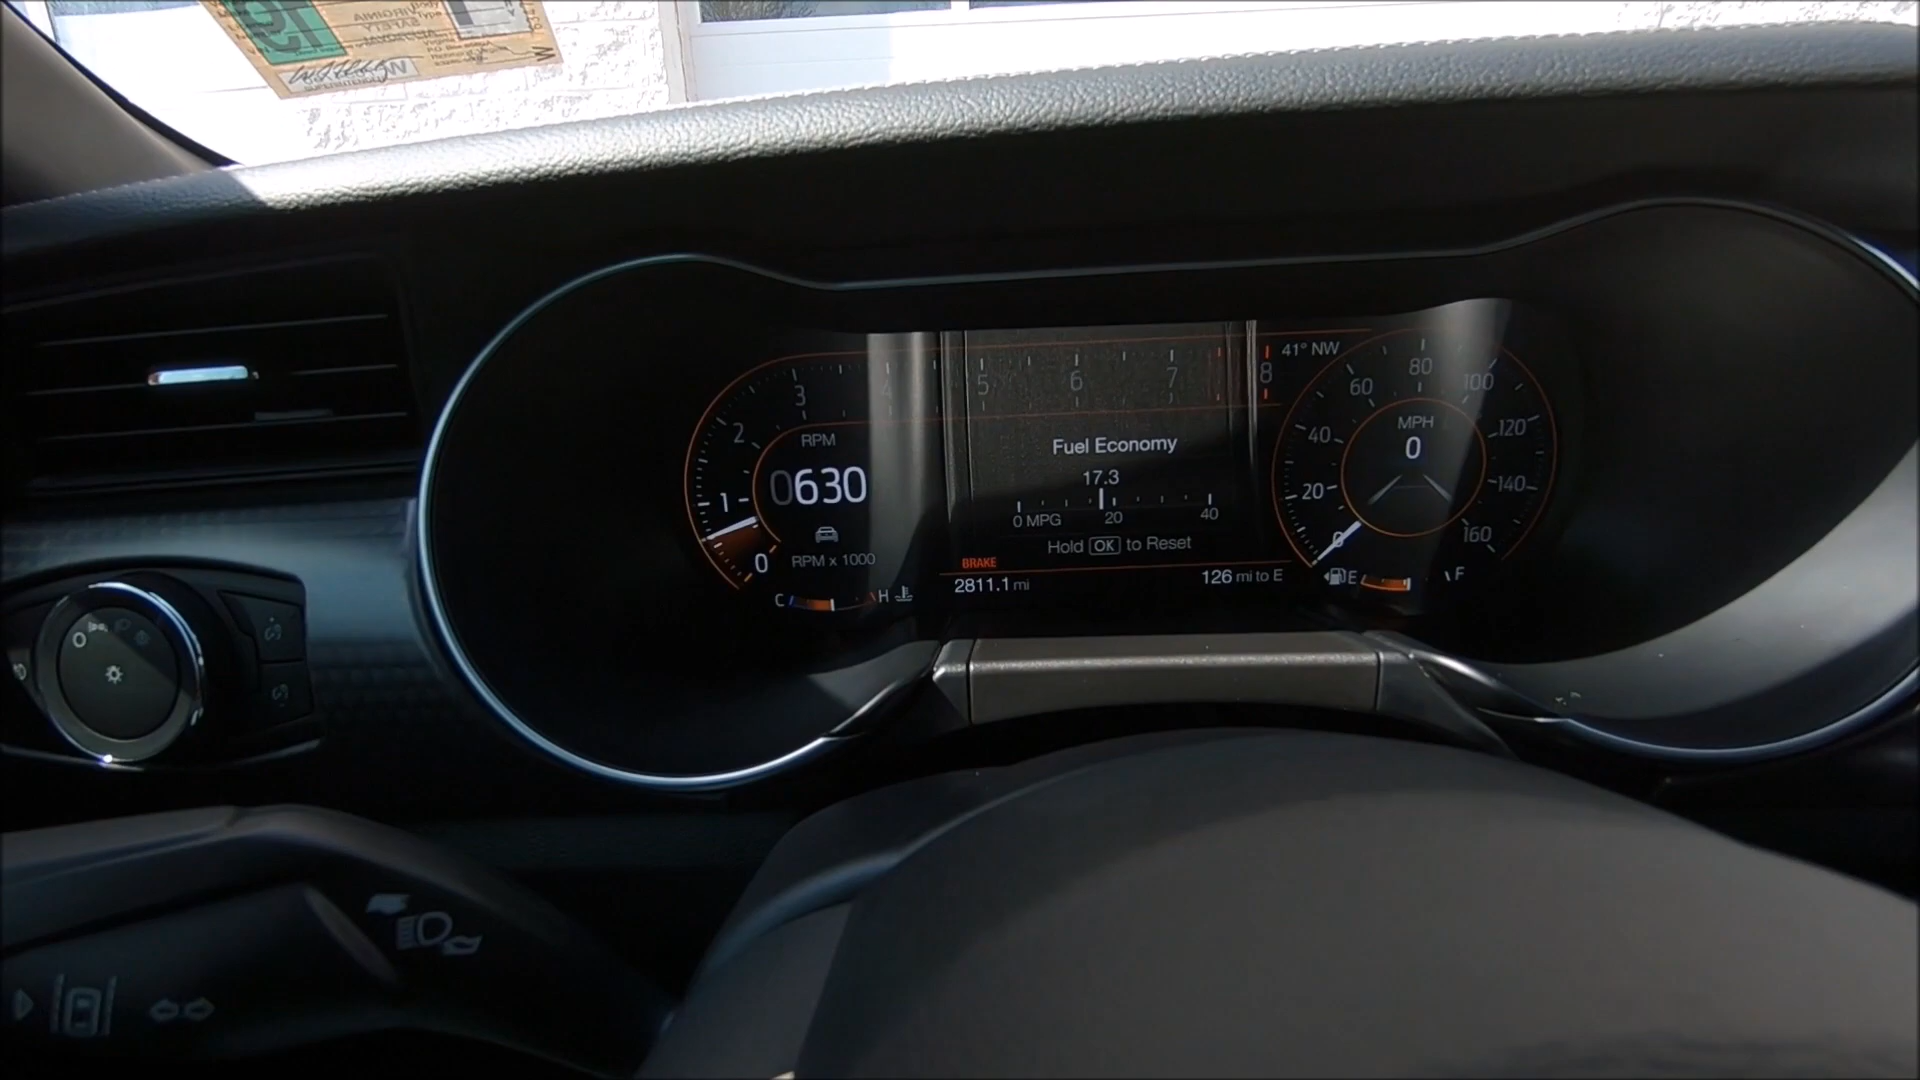 3
4
5
6
7
8
41° NW
80
60
100
2
RPM
Fuel Economy
40
MPH
120
0630
17.3
0
1
20
140
0 MPG
20
40
Hold OK to Reset
160
0
RPM x 1000
BRAKE
0
2811.1 mi
126 mi to E
E
F
C
H
O